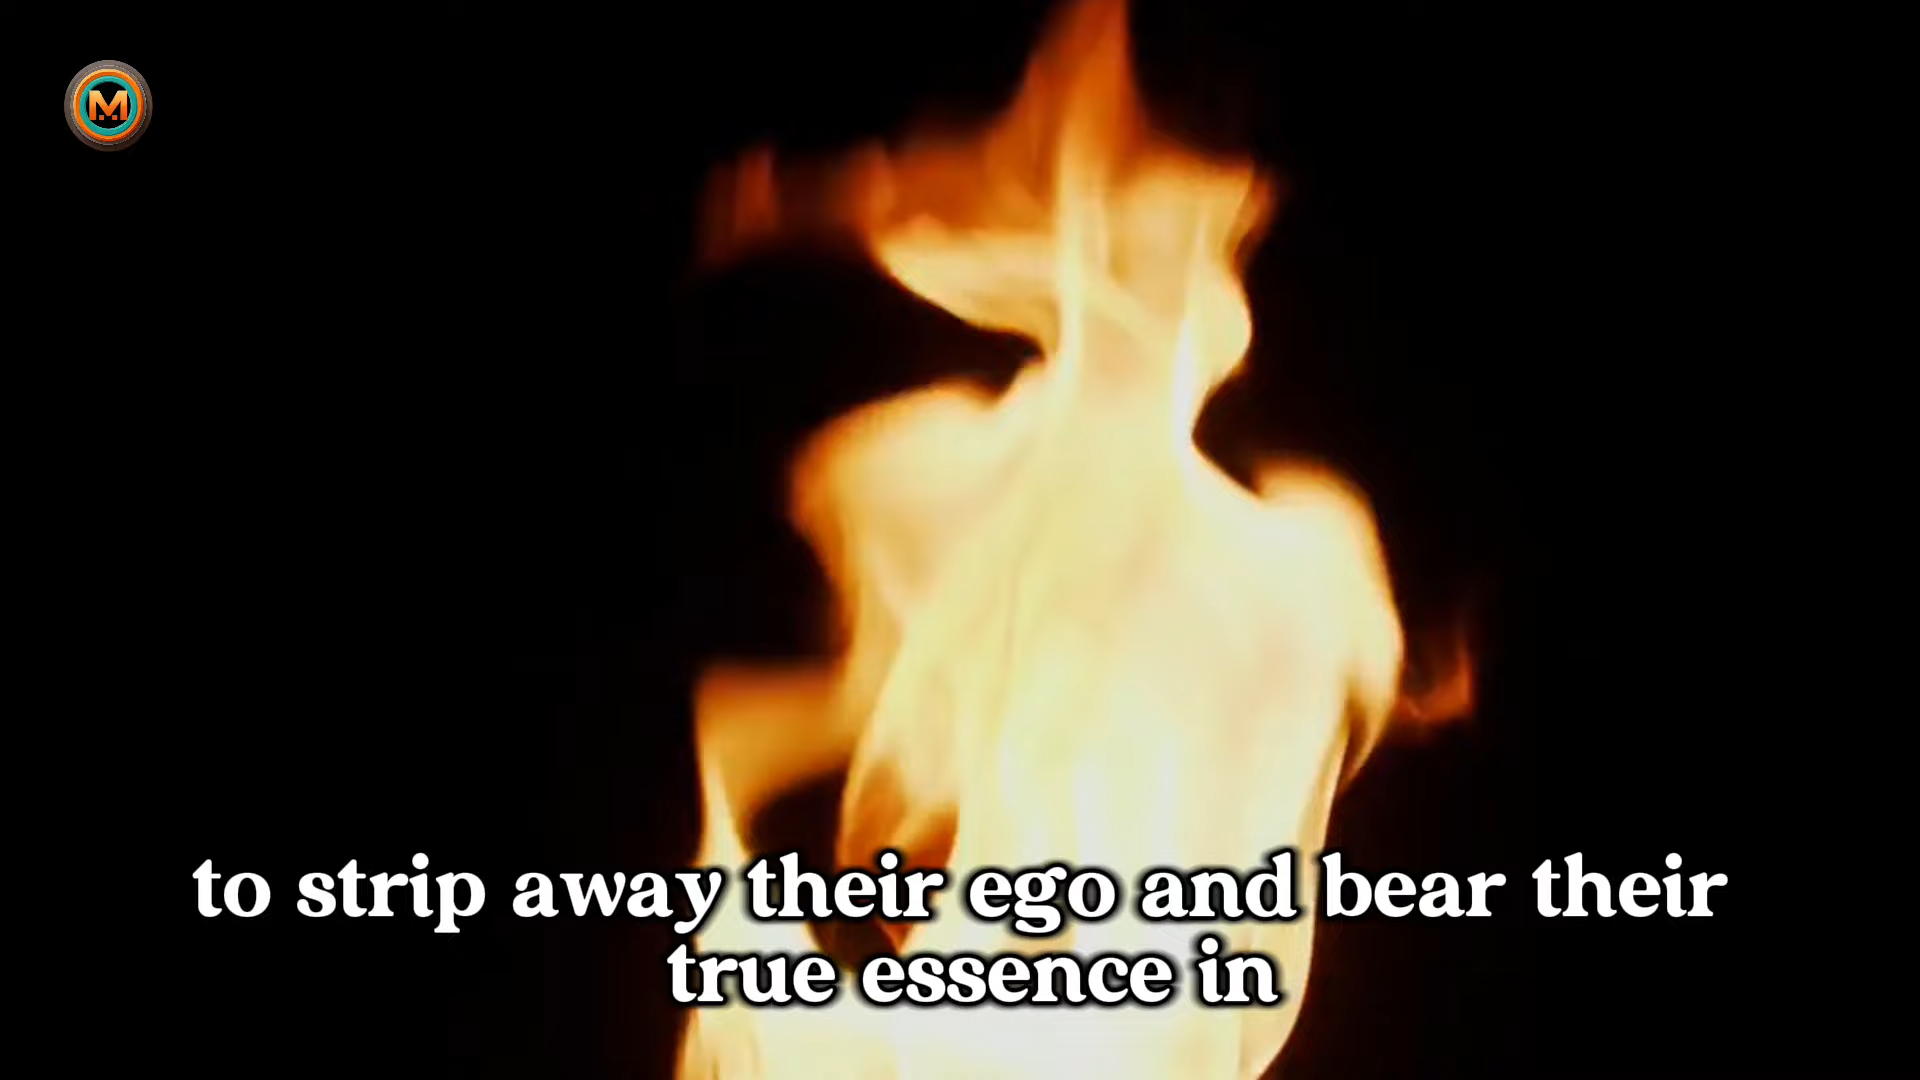 M
to strip away their ego and bear their
true essence in